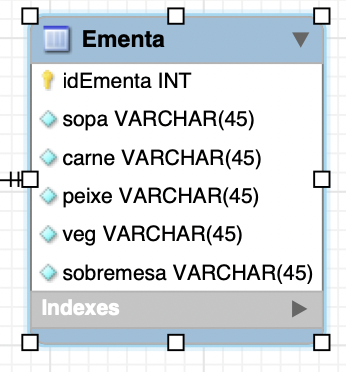 Ementa
idEmenta INT
sopa VARCHAR(45)
carne VARCHAR(45)
peixe VARCHAR(45)
veg VARCHAR(45)
sobremesa VARCHAR(45)
Indexes